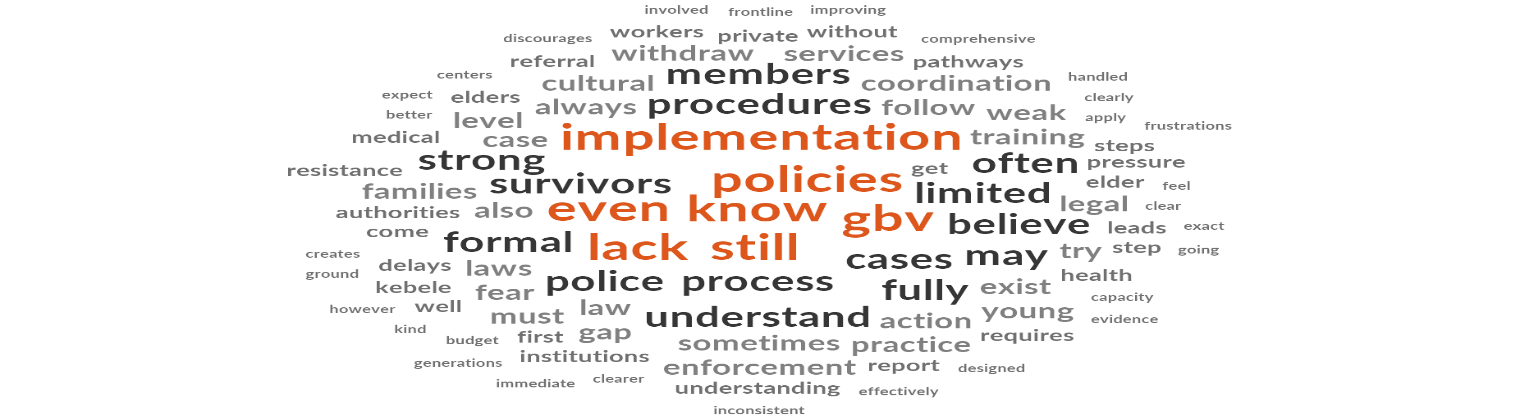 involved frontline improving
discourages workers private without comprehensive
referral withdraw services pathways
centers cultural members coordination handled
expect elders always procedures follow weak clearly
better level case implementation training apply frustrations
medical strong survivors policies get often steps pressure
resistance families even know gbv limited elder feel
authorities also believe legal clear
come formal lack still cases may try leads step exact going
creates delays laws police process fully exist health
ground kebele fear understand action young capacity
however well must law sometimes practice requires evidence
kind budget first gap
generations institutions enforcement report designed
immediate clearer understanding effectively
inconsistent